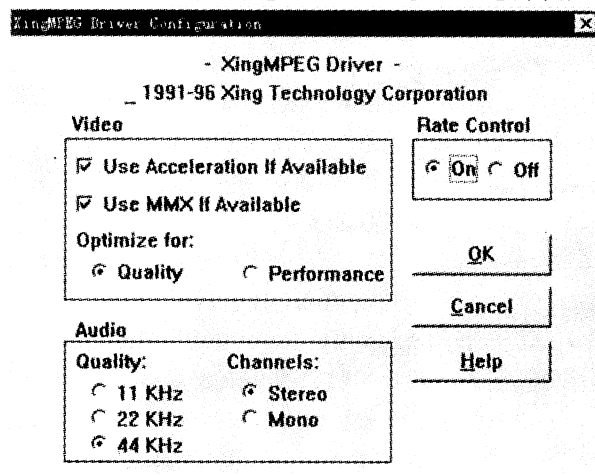 XingMPEG Driver Configuration
- XingMPEG Driver -
_ 1991-96 Xing Technology Corporation
Video
Use Acceleration If Available
Use MMX If Available
Optimize for:
Quality Performance
Rate Control
On Off
OK
Cancel
Help
Audio
Quality: Channels:
11 KHz Stereo
22 KHz Mono
44 KHz